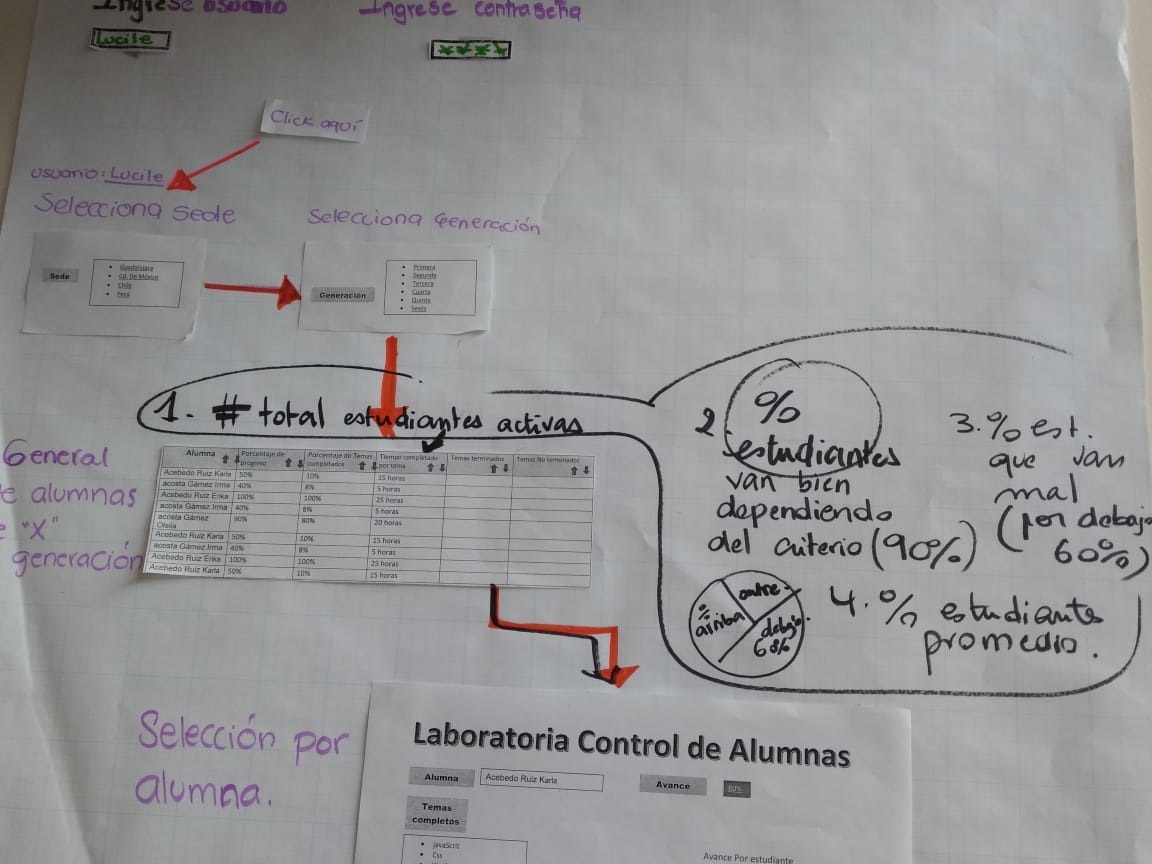 Ingrese usuario
Ingrese contraseña
Lucile
****
Click aquí
usuario: Lucile
Selecciona sede
Selecciona Generación
Sede
Guadalajara
Cd. De México
Chile
Perú
Generación
Primera
Segunda
Tercera
Cuarta
Quinta
Sexta
1. # total estudiantes activas
2 % estudiantes
van bien
dependiendo
del criterio (90%)
3. % est.
que van
mal
(por debajo
60%)
4. % estudiante
promedio.
% arriba
entre
debajo
60%
General
alumnas
"X"
generación
Alumna Porcentaje de progreso Porcentaje de Temas completados Tiempo completado por tema Temas terminados Temas No terminados
Acebedo Ruiz Karla 50% 10% 15 horas
acosta Gámez Irma 40% 8% 5 horas
Acebedo Ruiz Erika 100% 100% 25 horas
acosta Gámez Irma 40% 8% 5 horas
acosta Gámez Ofelia 90% 80% 20 horas
Acebedo Ruiz Karla 50% 10% 15 horas
acosta Gámez Irma 40% 8% 5 horas
Acebedo Ruiz Erika 100% 100% 25 horas
Acebedo Ruiz Karla 50% 10% 15 horas
Selección por
alumna.
Laboratoria Control de Alumnas
Alumna Acebedo Ruiz Karla Avance 50%
Temas
completos
JavaScrit
Css
Avance Por estudiante